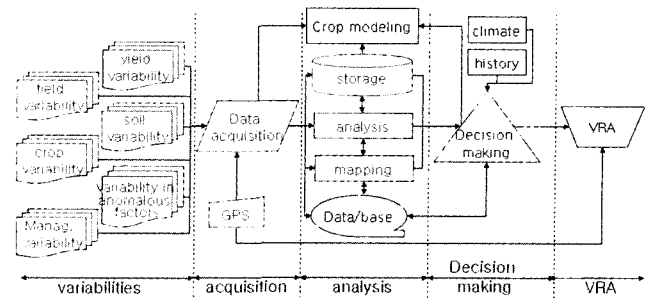 Crop modeling
climate
history
yield
variability
field
variability
soil
variability
crop
variability
variability in
anomalous
factors
Manag.
variability
Data
acquisition
GPS
storage
analysis
mapping
Data/base
Decision
making
VRA
variabilities
acquisition
analysis
Decision
making
VRA